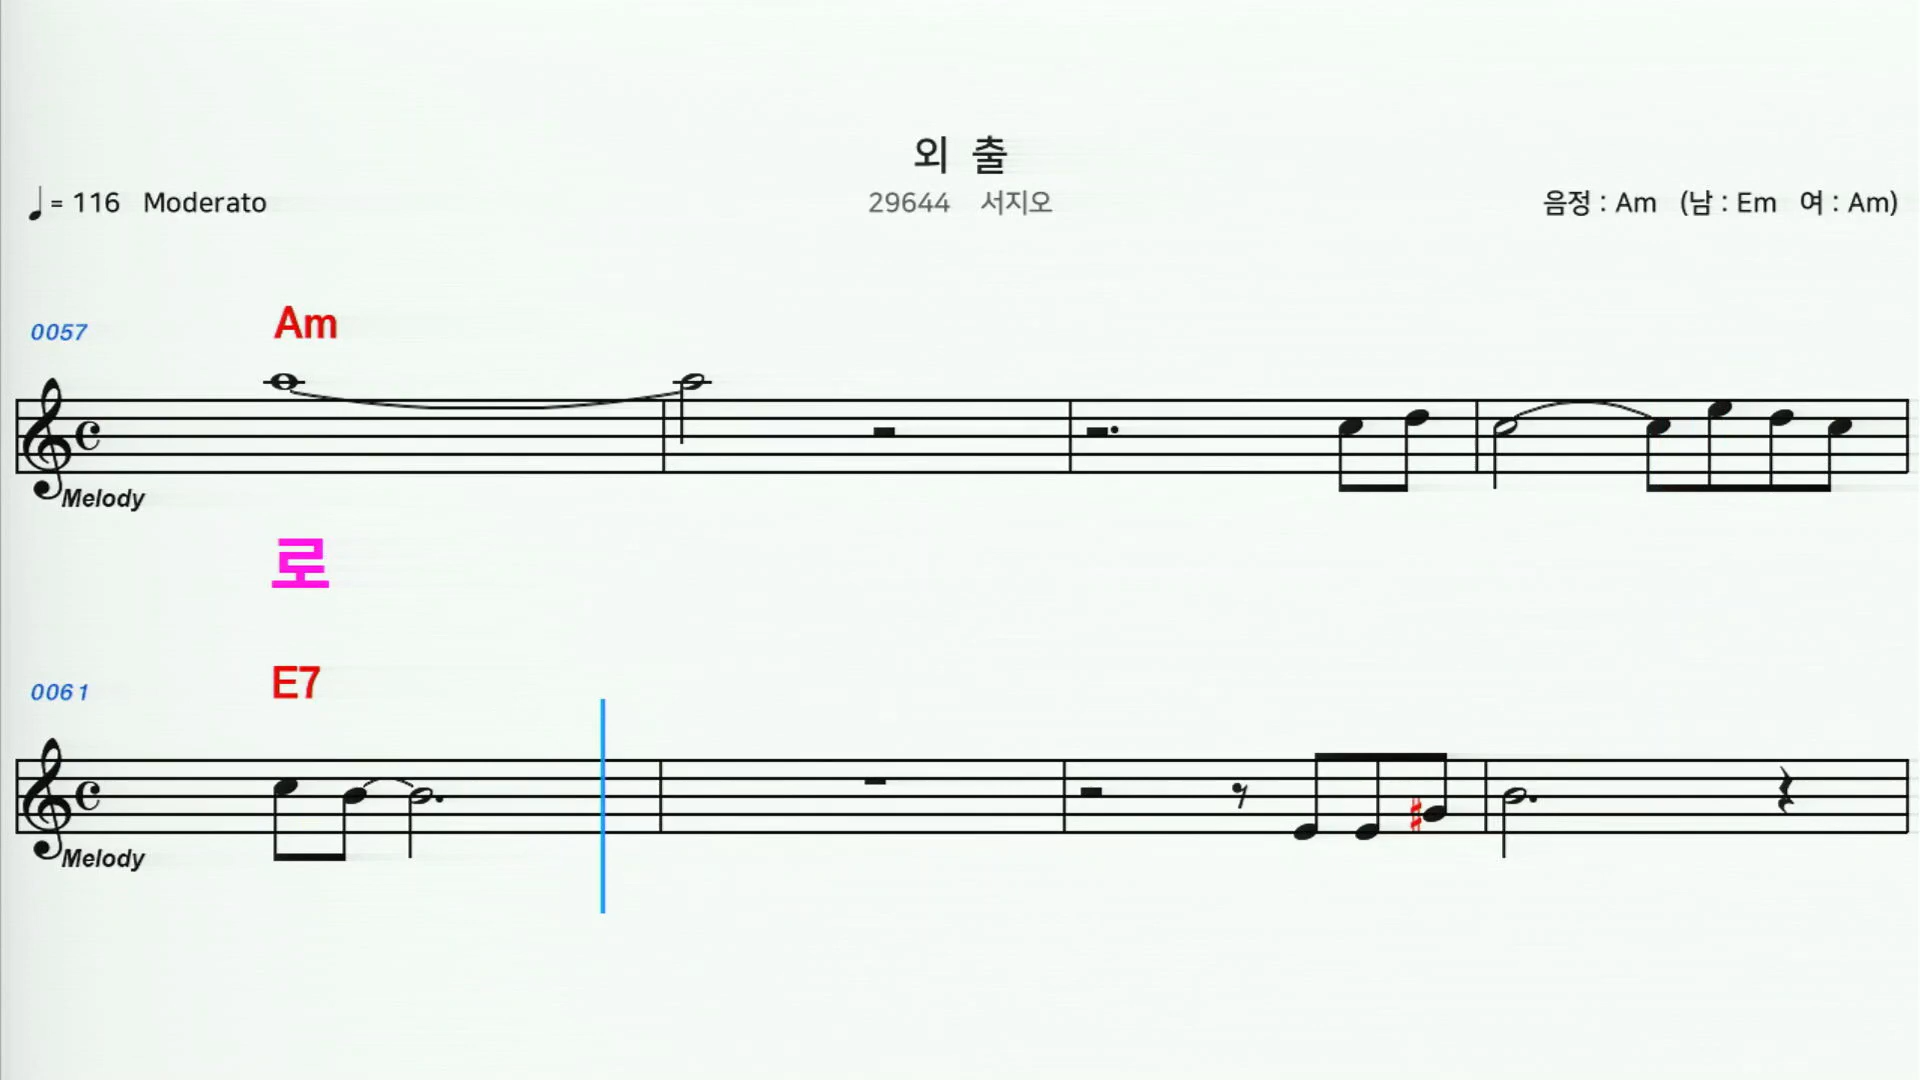 외 출
♩= 116 Moderato
29644 서지오
음정 : Am (남 : Em 여 : Am)
0057 Am
Melody
로
0061 E7
Melody